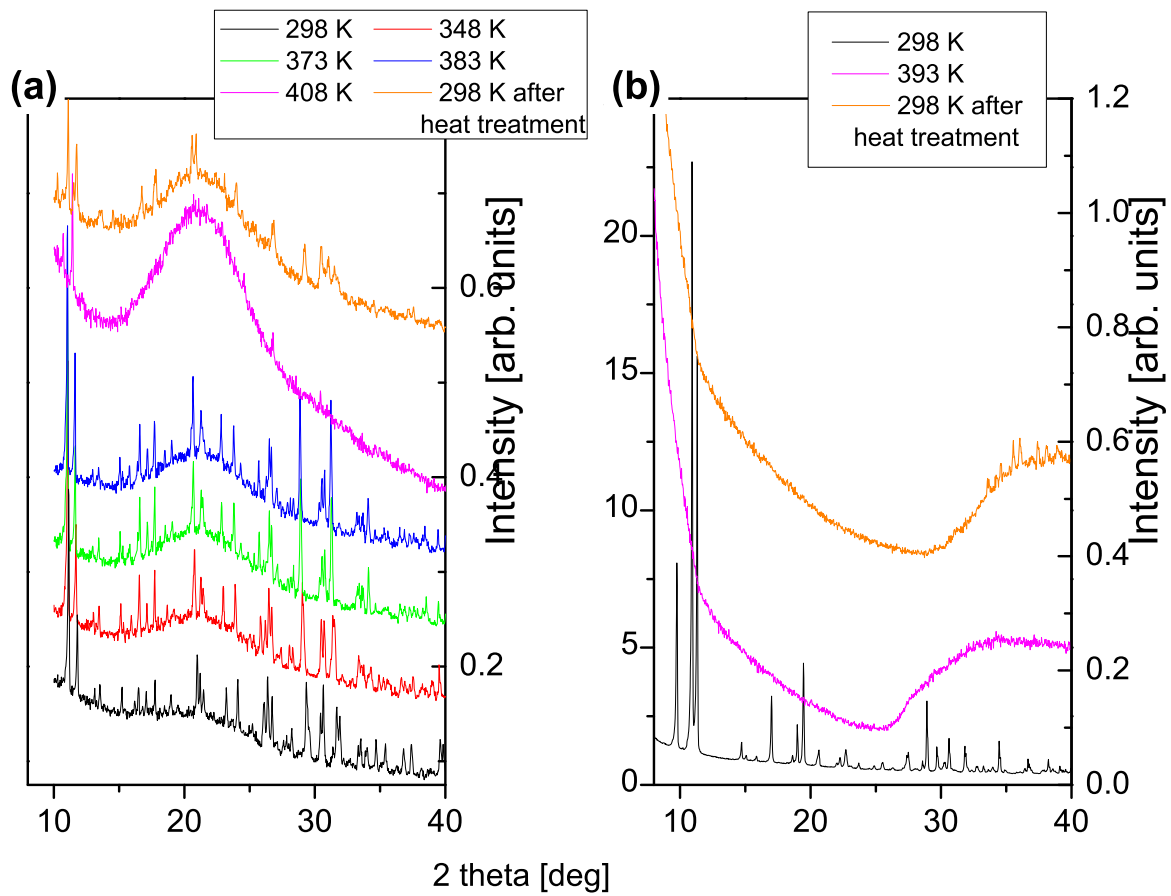 298 K 348 K
373 K 383 K
408 K 298 K after
heat treatment
(a)
0.6
0.4
0.2
Intensity [arb. units]
10 20 30 40
298 K
393 K
298 K after
heat treatment
(b)
20
15
10
5
0
1.2
1.0
0.8
0.6
0.4
0.2
0.0
Intensity [arb. units]
10 20 30 40
2 theta [deg]